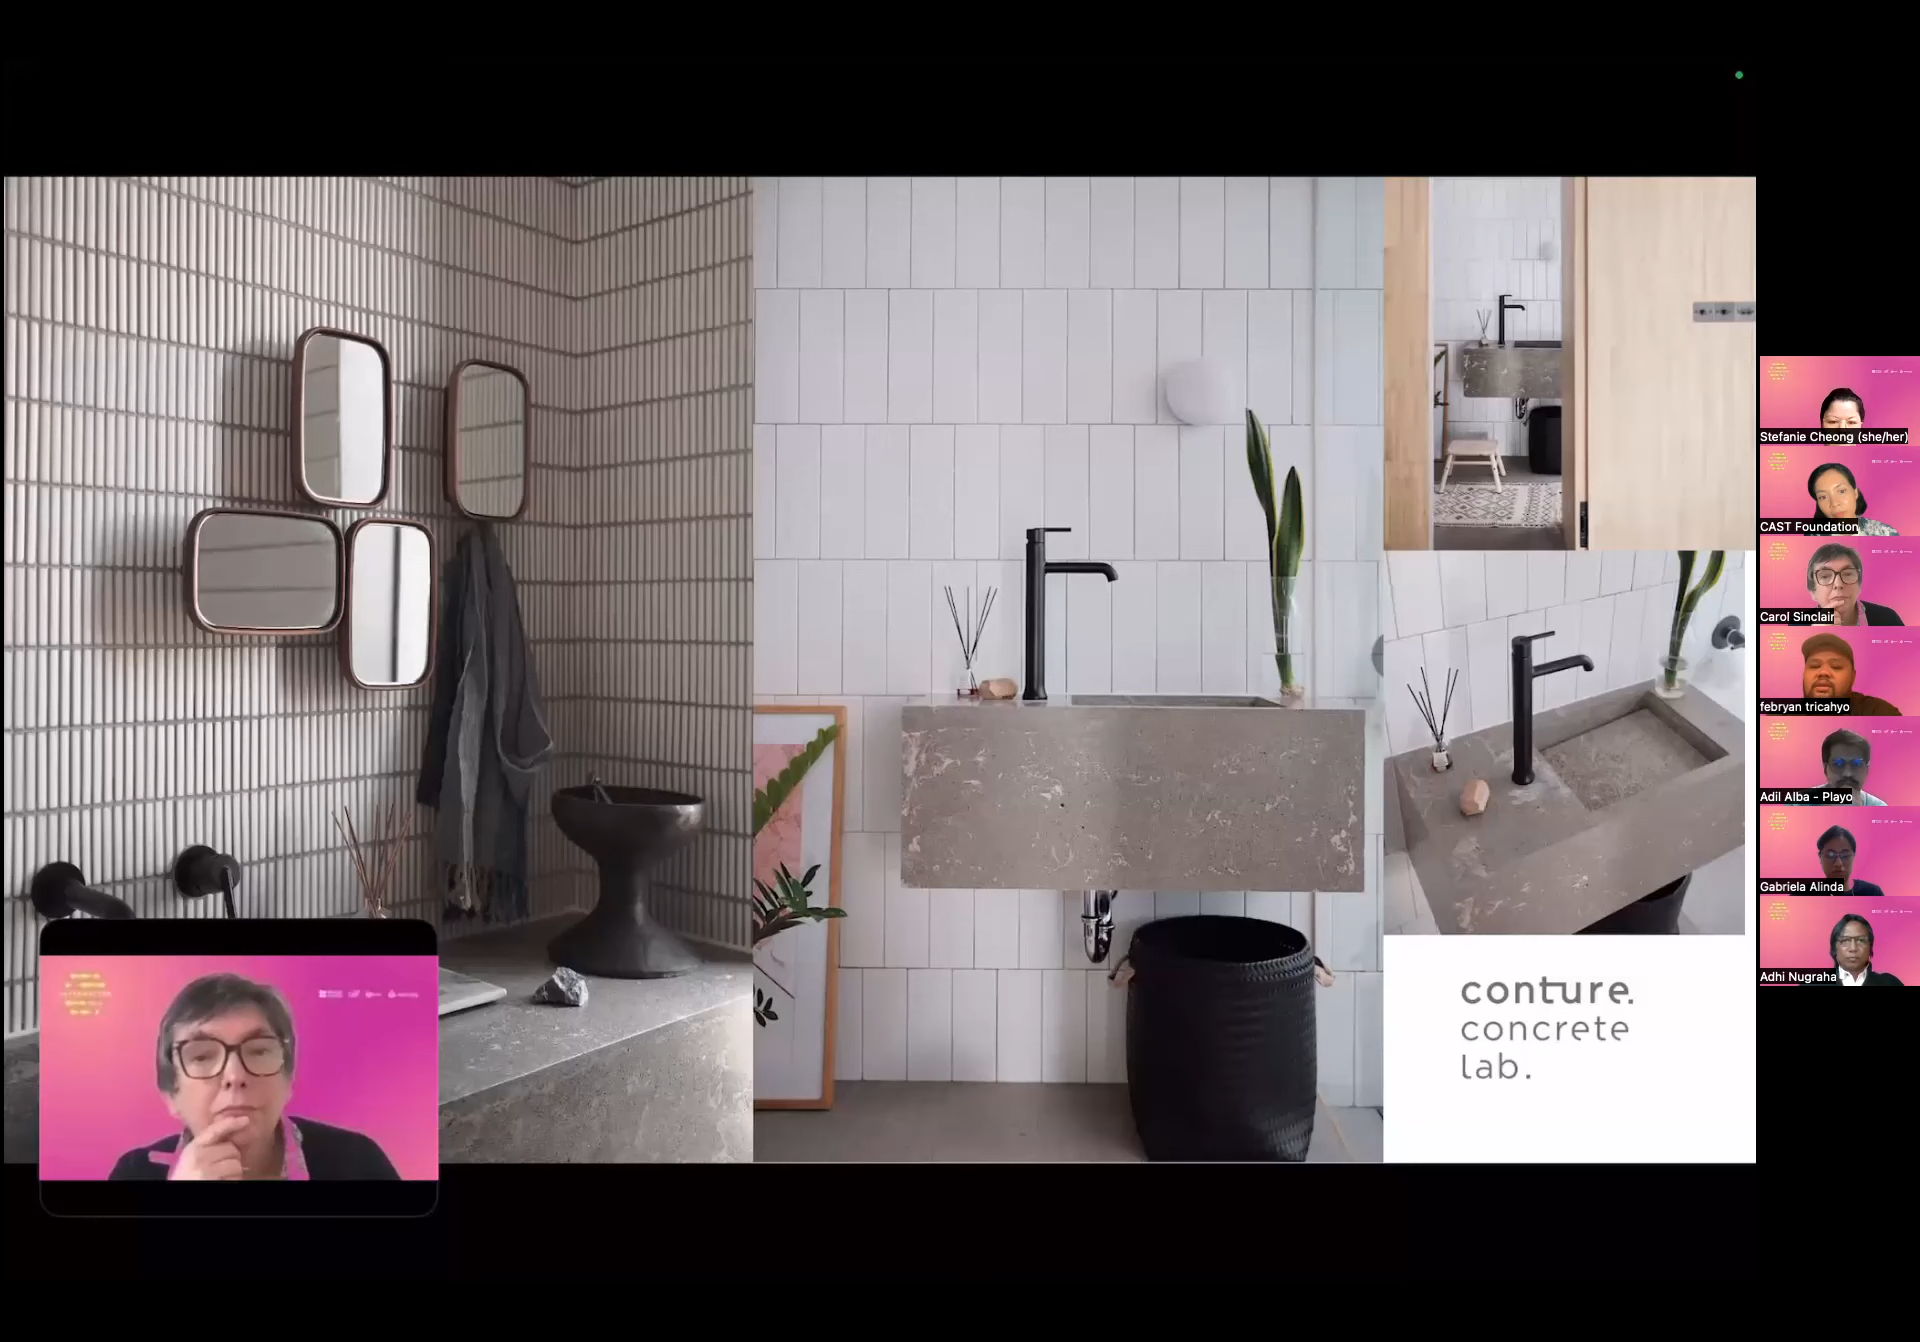 conture.
concrete
lab.
Stefanie Cheong (she/her)
CAST Foundation
Carol Sinclair
febryan tricahyo
Adil Alba - Playo
Gabriela Alinda
Adhi Nugraha